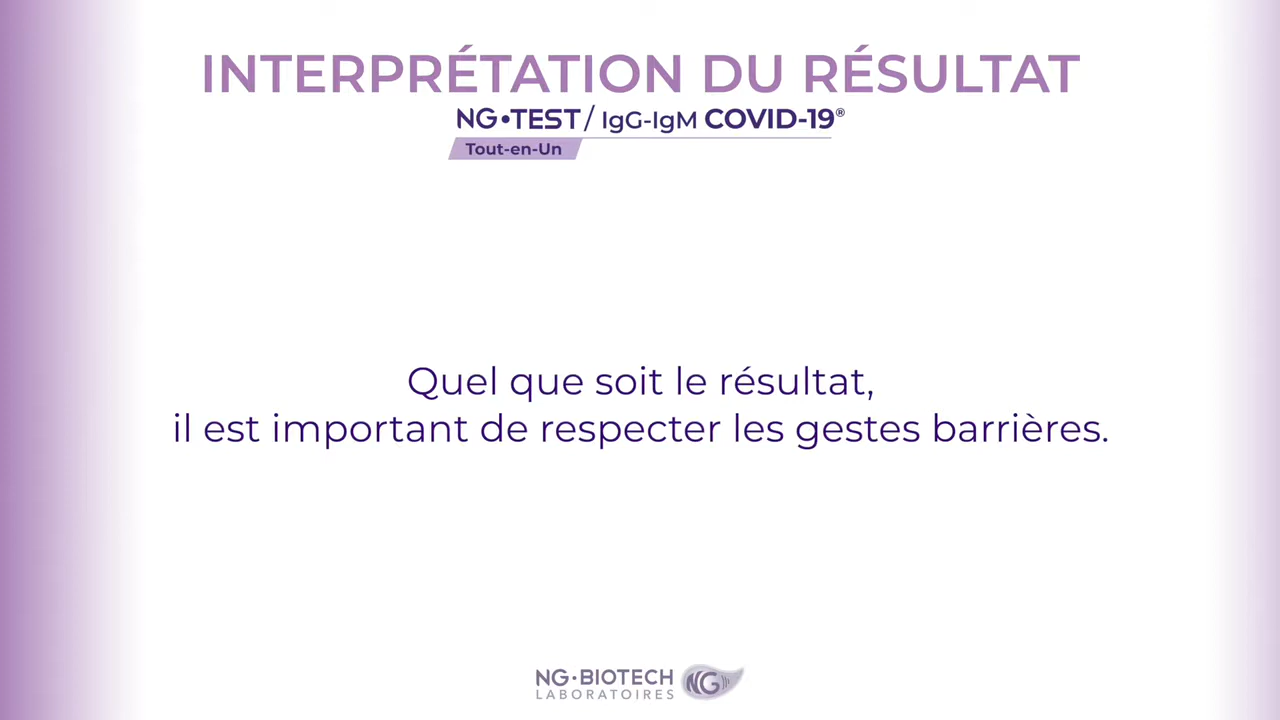 INTERPRÉTATION DU RÉSULTAT
NG•TEST / IgG-IgM COVID-19®
Tout-en-Un
Quel que soit le résultat,
il est important de respecter les gestes barrières.
NG•BIOTECH
LABORATOIRES
NG